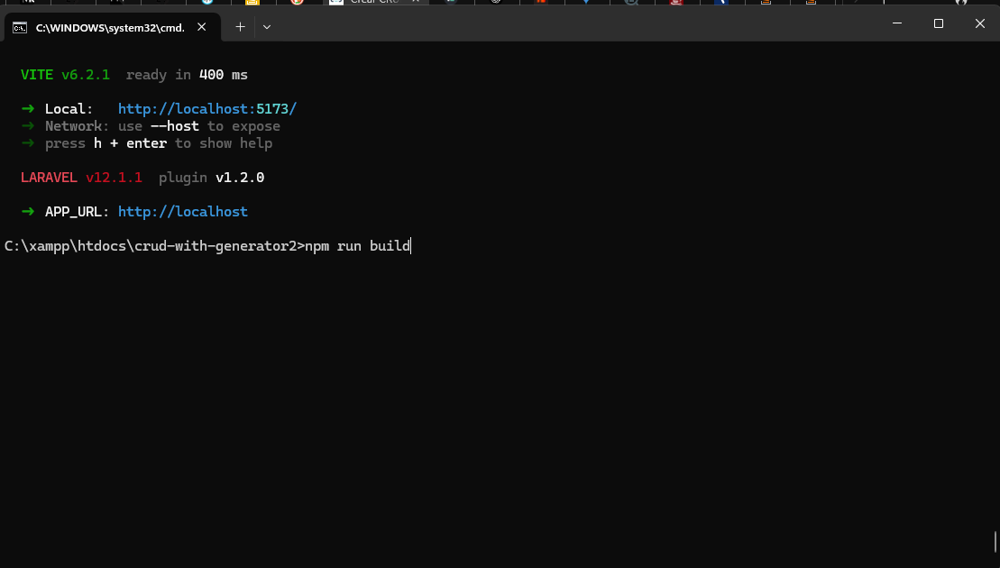 C:\WINDOWS\system32\cmd.
VITE v6.2.1 ready in 400 ms
➜ Local: http://localhost:5173/
➜ Network: use --host to expose
➜ press h + enter to show help
LARAVEL v12.1.1 plugin v1.2.0
➜ APP_URL: http://localhost
C:\xampp\htdocs\crud-with-generator2>npm run build